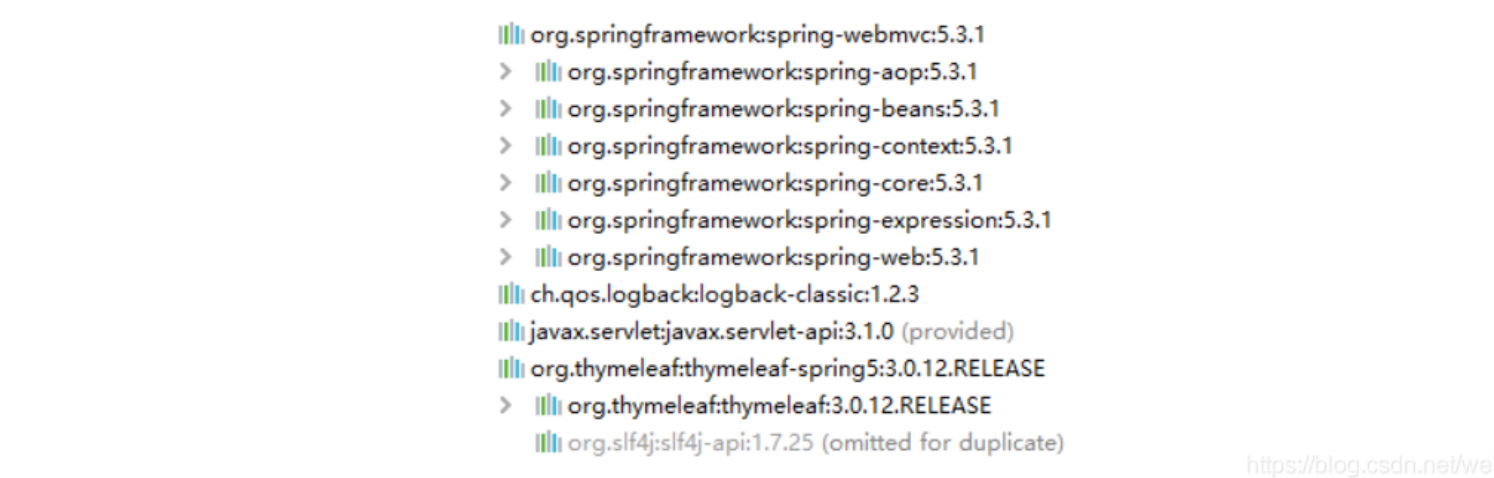 org.springframework:spring-webmvc:5.3.1
org.springframework:spring-aop:5.3.1
org.springframework:spring-beans:5.3.1
org.springframework:spring-context:5.3.1
org.springframework:spring-core:5.3.1
org.springframework:spring-expression:5.3.1
org.springframework:spring-web:5.3.1
ch.qos.logback:logback-classic:1.2.3
javax.servlet:javax.servlet-api:3.1.0 (provided)
org.thymeleaf:thymeleaf-spring5:3.0.12.RELEASE
org.thymeleaf:thymeleaf:3.0.12.RELEASE
org.slf4j:slf4j-api:1.7.25 (omitted for duplicate)
https://blog.csdn.net/we